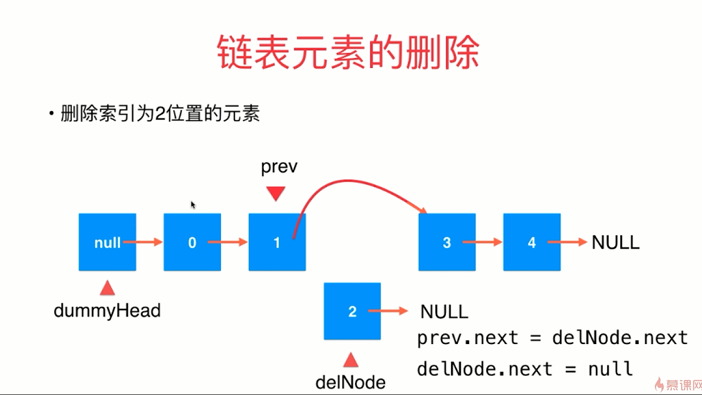 链表元素的删除
• 删除索引为2位置的元素
prev
null 0 1 3 4 NULL
dummyHead
2 NULL
prev.next = delNode.next
delNode.next = null
delNode
慕课网